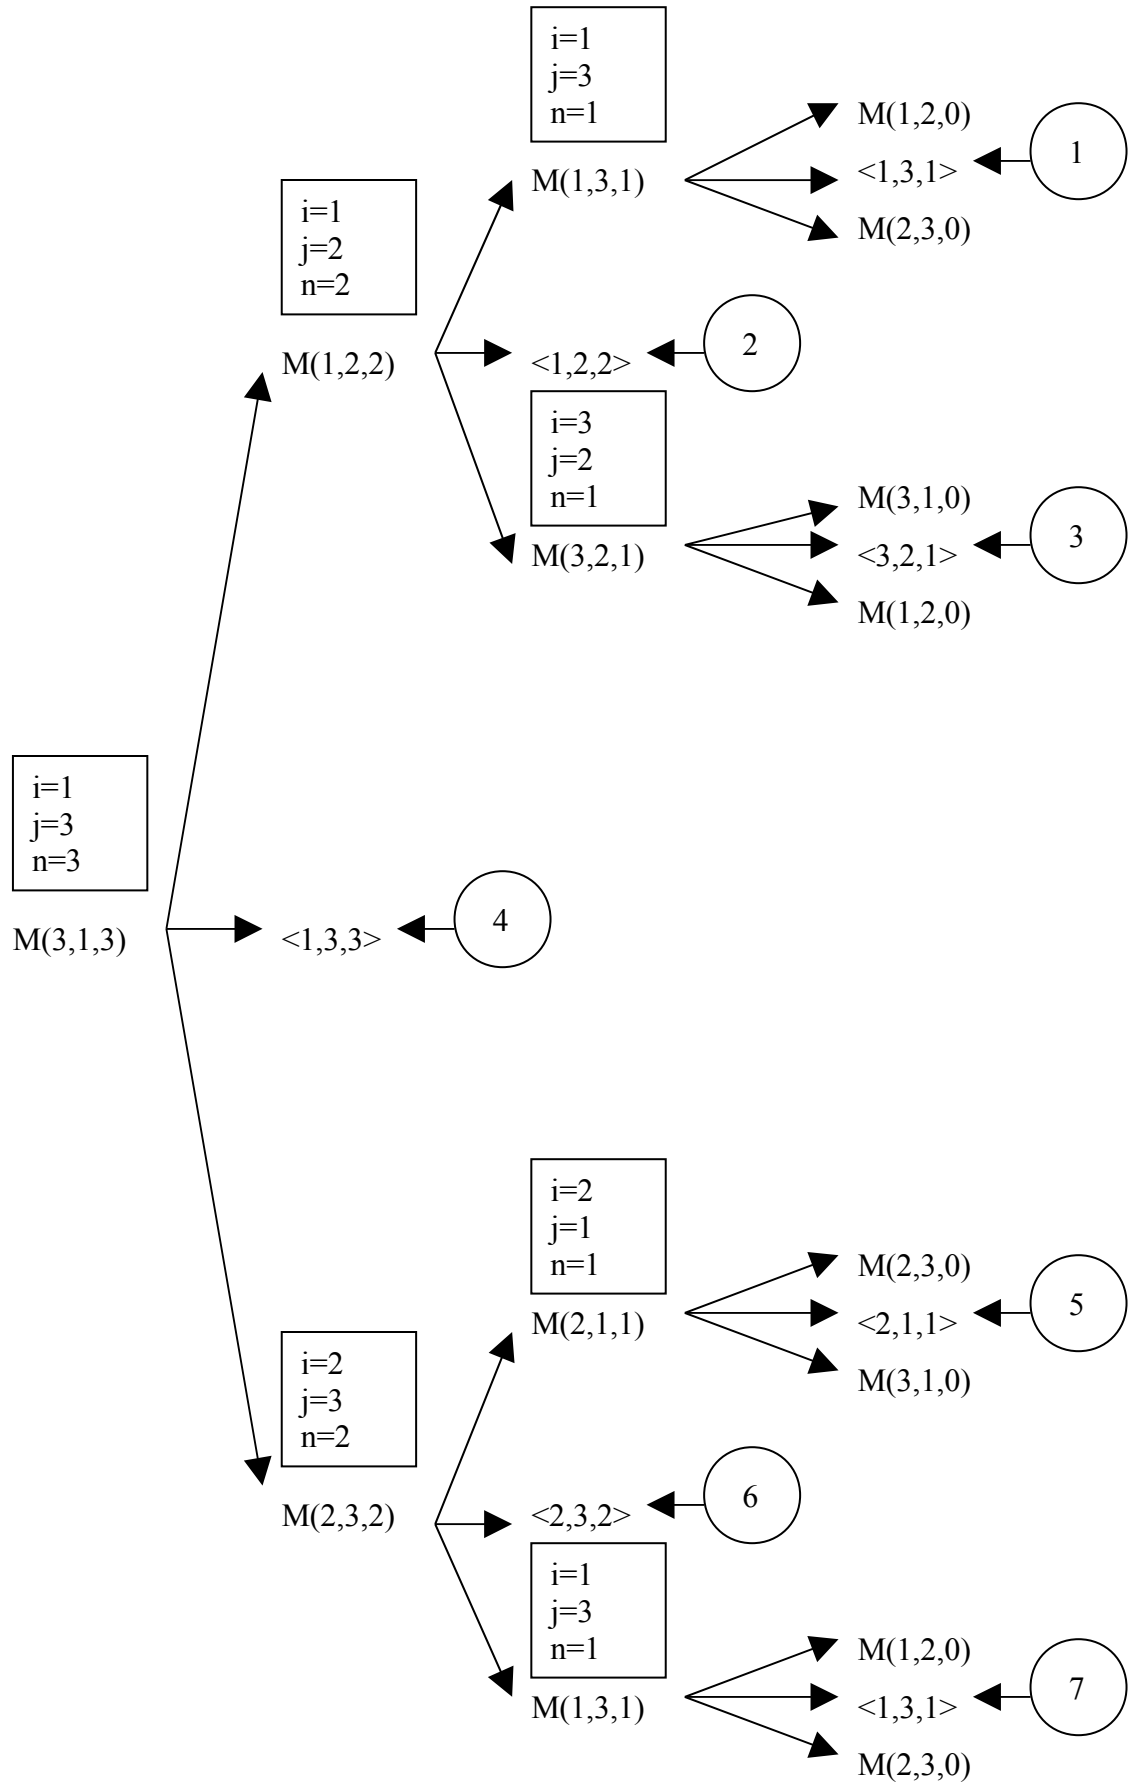 i=1
j=3
n=1
M(1,3,1)
M(1,2,0)
<1,3,1>
M(2,3,0)
1
i=1
j=2
n=2
M(1,2,2)
<1,2,2>
2
i=3
j=2
n=1
M(3,2,1)
M(3,1,0)
<3,2,1>
M(1,2,0)
3
i=1
j=3
n=3
M(3,1,3)
<1,3,3>
4
i=2
j=1
n=1
M(2,1,1)
M(2,3,0)
<2,1,1>
M(3,1,0)
5
i=2
j=3
n=2
M(2,3,2)
<2,3,2>
6
i=1
j=3
n=1
M(1,3,1)
M(1,2,0)
<1,3,1>
M(2,3,0)
7